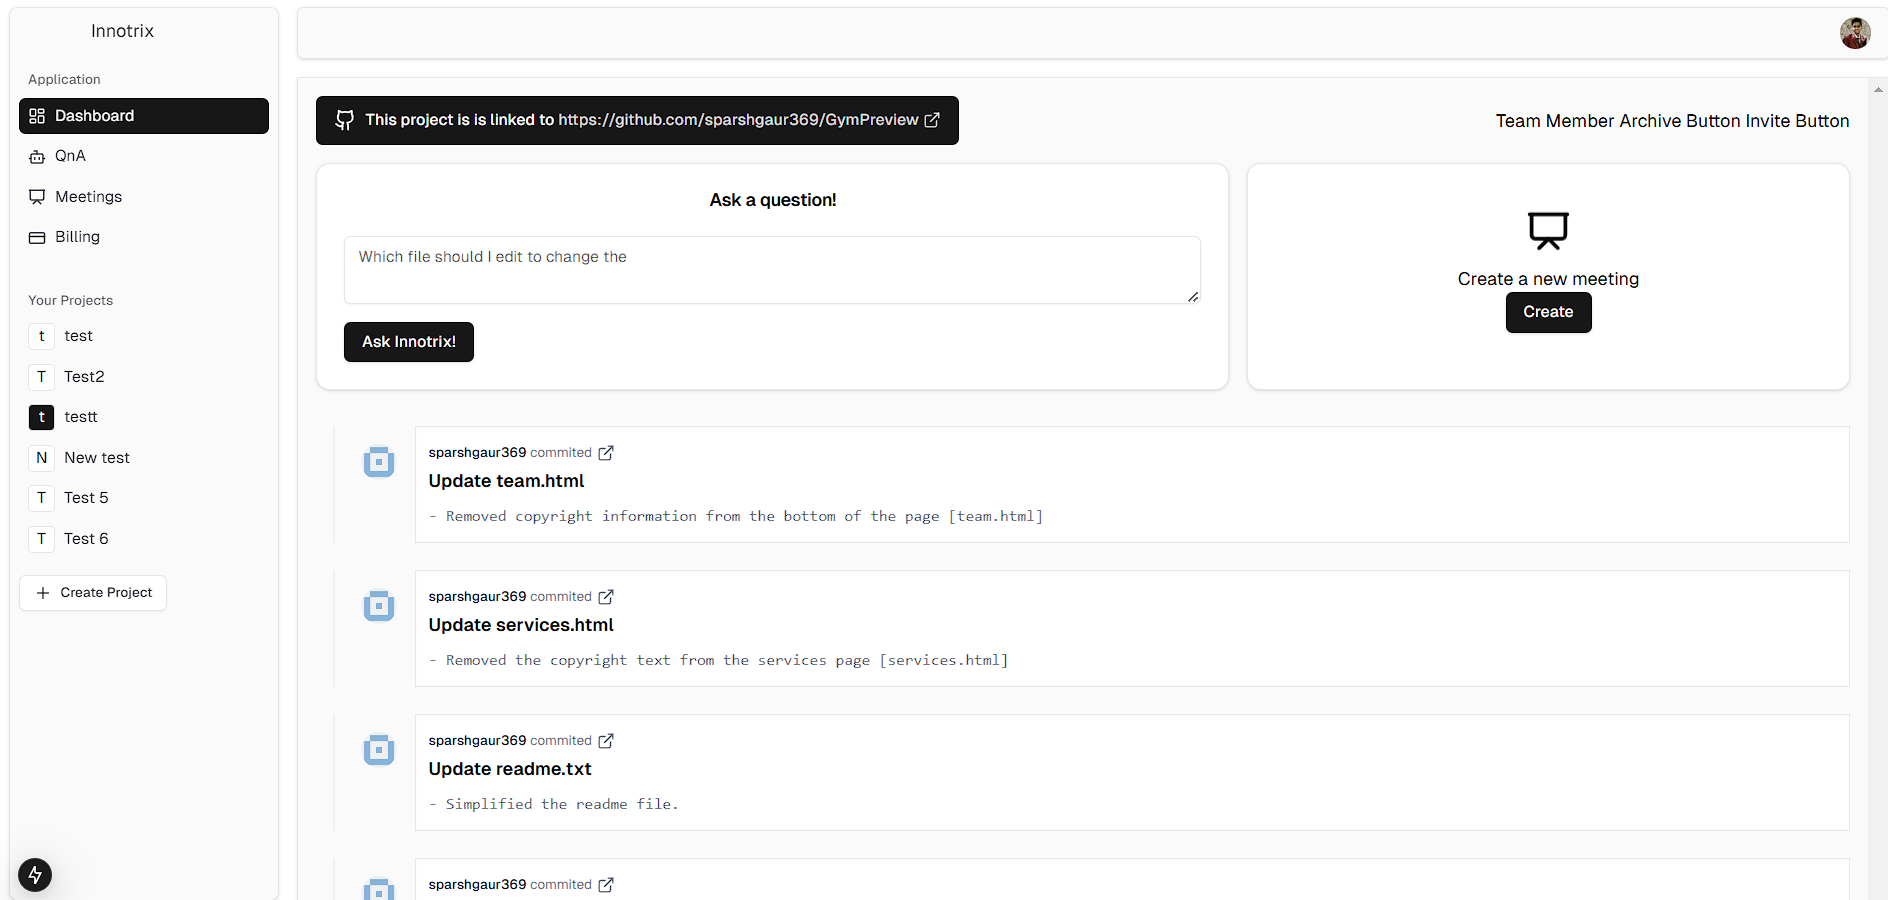 Innotrix
Application
Dashboard
QnA
Meetings
Billing
Your Projects
t test
T Test2
t testt
N New test
T Test 5
T Test 6
Create Project
This project is is linked to https://github.com/sparshgaur369/GymPreview
Team Member Archive Button Invite Button
Ask a question!
Which file should I edit to change the
Ask Innotrix!
Create a new meeting
Create
sparshgaur369 commited
Update team.html
- Removed copyright information from the bottom of the page [team.html]
sparshgaur369 commited
Update services.html
- Removed the copyright text from the services page [services.html]
sparshgaur369 commited
Update readme.txt
- Simplified the readme file.
sparshgaur369 commited